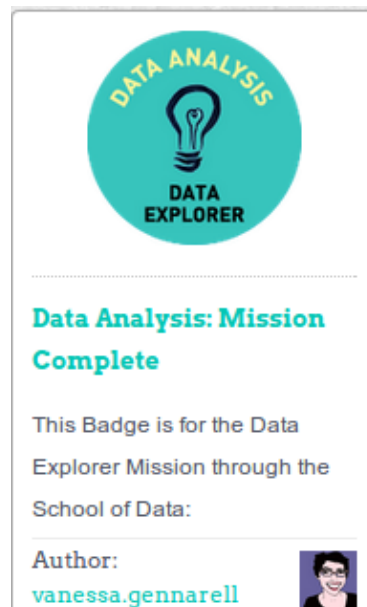 DATA ANALYSIS
DATA
EXPLORER
Data Analysis: Mission
Complete
This Badge is for the Data
Explorer Mission through the
School of Data:
Author:
vanessa.gennarell